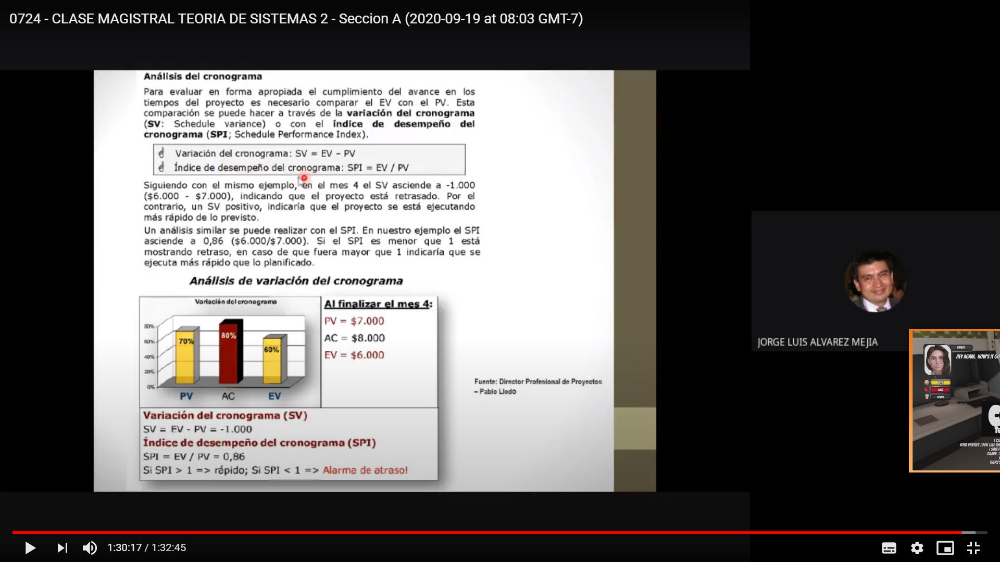 0724 - CLASE MAGISTRAL TEORIA DE SISTEMAS 2 - Seccion A (2020-09-19 at 08:03 GMT-7)
Análisis del cronograma
Para evaluar en forma apropiada el cumplimiento del avance en los
tiempos del proyecto es necesario comparar el EV con el PV. Esta
comparación se puede hacer a través de la variación del cronograma
(SV: Schedule variance) o con el índice de desempeño del
cronograma (SPI; Schedule Performance Index).
Variación del cronograma: SV = EV – PV
Índice de desempeño del cronograma: SPI = EV / PV
Siguiendo con el mismo ejemplo, en el mes 4 el SV asciende a -1.000
($6.000 - $7.000), indicando que el proyecto está retrasado. Por el
contrario, un SV positivo, indicaría que el proyecto se está ejecutando
más rápido de lo previsto.
Un análisis similar se puede realizar con el SPI. En nuestro ejemplo el SPI
asciende a 0,86 ($6.000/$7.000). Si el SPI es menor que 1 está
mostrando retraso, en caso de que fuera mayor que 1 indicaría que se
ejecuta más rápido que lo planificado.
Análisis de variación del cronograma
Variación del cronograma
80%
60%
40%
20%
0%
70%
80%
60%
PV
AC
EV
Al finalizar el mes 4:
PV = $7.000
AC = $8.000
EV = $6.000
Variación del cronograma (SV)
SV = EV - PV = -1.000
Índice de desempeño del cronograma (SPI)
SPI = EV / PV = 0,86
Si SPI > 1 => rápido; Si SPI < 1 => Alarma de atraso!
Fuente: Director Profesional de Proyectos
– Pablo Lledó
JORGE LUIS ALVAREZ MEJIA
ASHLEY
HEY AGAIN. HOW'S IT GO
LUST
SOBER
YOUR PANTIES LOOK LIKE
I SAW
DAMN!
THERE'S
1:30:17 / 1:32:45